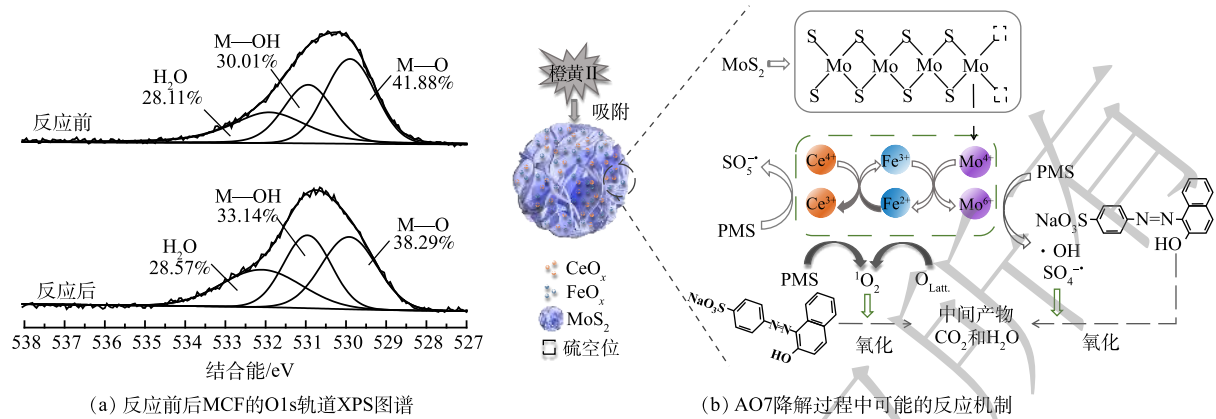 M—OH
30.01%
H₂O
28.11%
M—O
41.88%
反应前
M—OH
33.14%
H₂O
28.57%
M—O
38.29%
反应后
538 537 536 535 534 533 532 531 530 529 528 527
结合能/eV
(a) 反应前后MCF的O1s轨道XPS图谱
橙黄II
吸附
CeOₓ
FeOₓ
MoS₂
硫空位
MoS₂
S S S S
Mo Mo Mo Mo
S S S S
SO₅⁻•
PMS
Ce⁴⁺ Fe³⁺ Mo⁴⁺
Ce³⁺ Fe²⁺ Mo⁶⁺
PMS
NaO₃S
N=N
HO
• OH
SO₄⁻•
PMS
¹O₂
O_Latt.
NaO₃S
N=N
HO
氧化
中间产物
CO₂和H₂O
氧化
(b) AO7降解过程中可能的反应机制